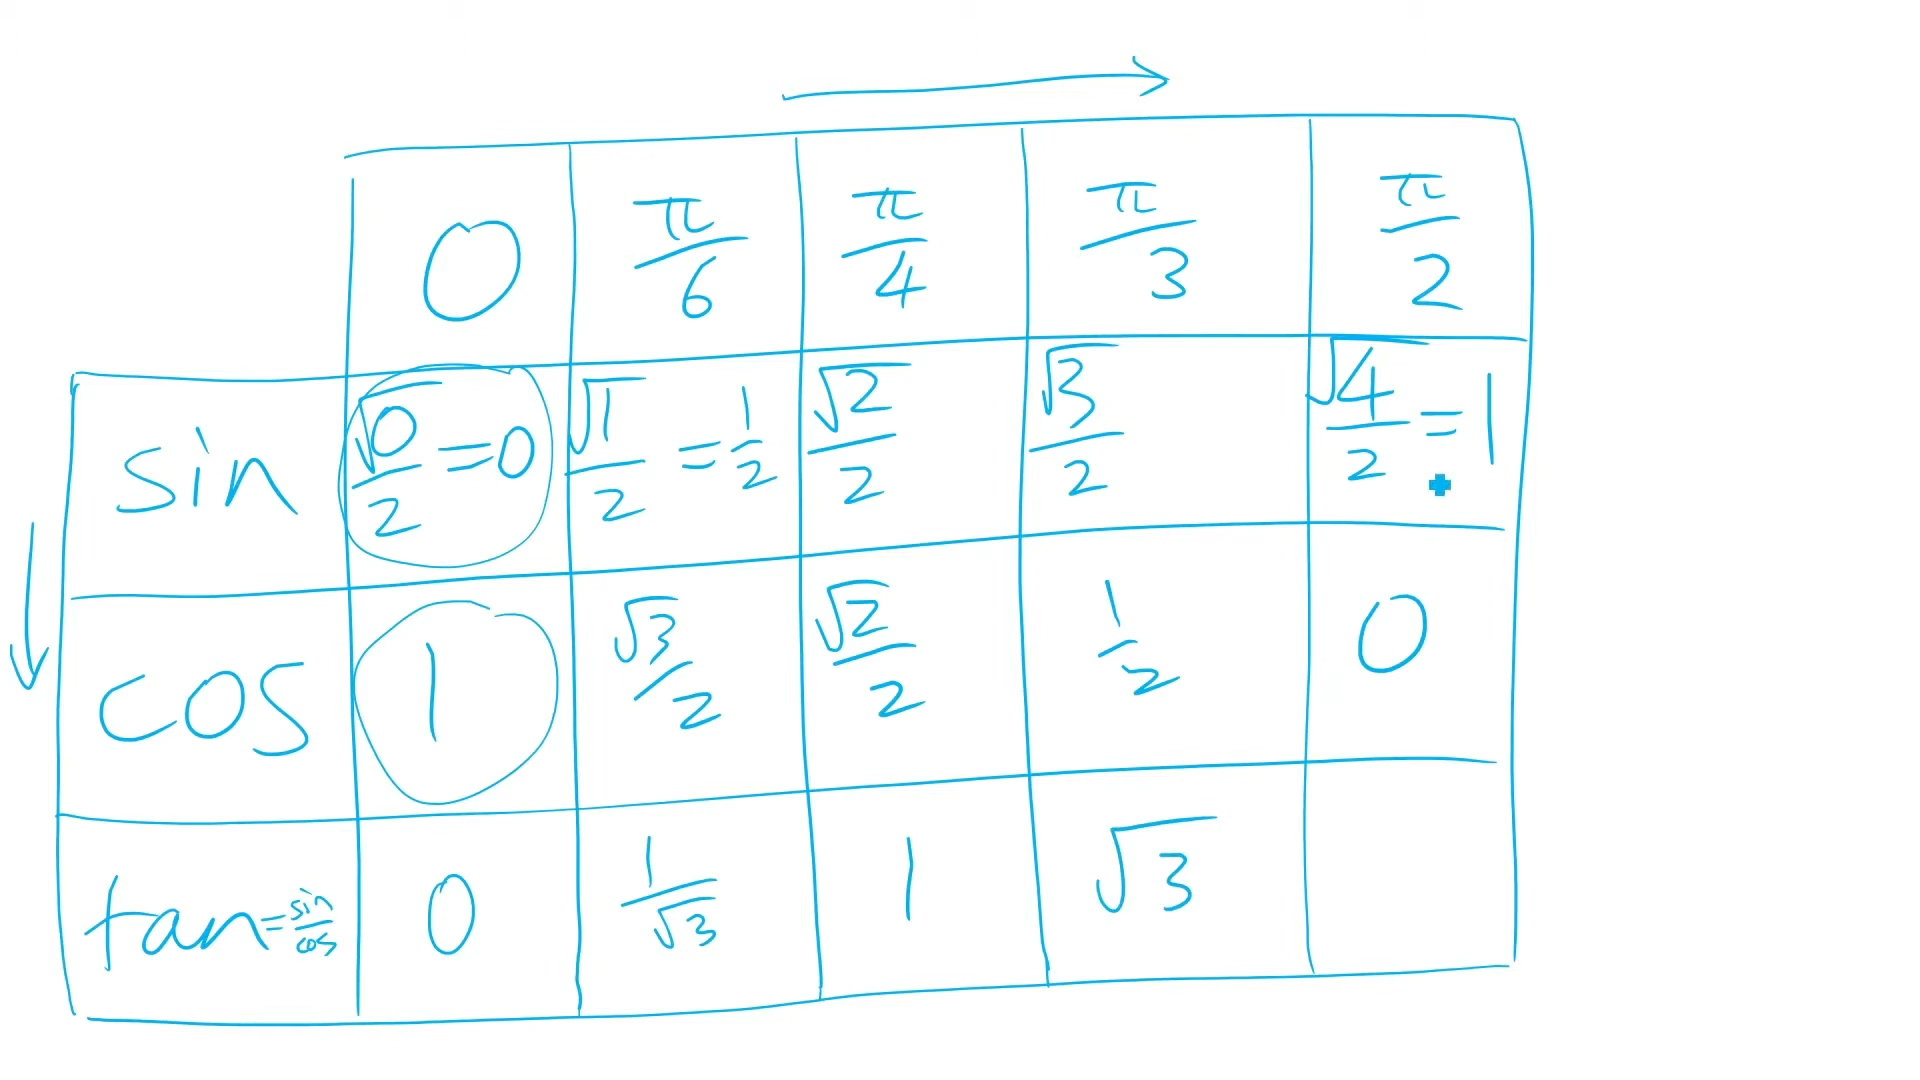 0 π/6 π/4 π/3 π/2
sin √0/2=0 √1/2=1/2 √2/2 √3/2 √4/2=1
cos 1 √3/2 √2/2 1/2 0
tan=sin/cos 0 1/√3 1 √3